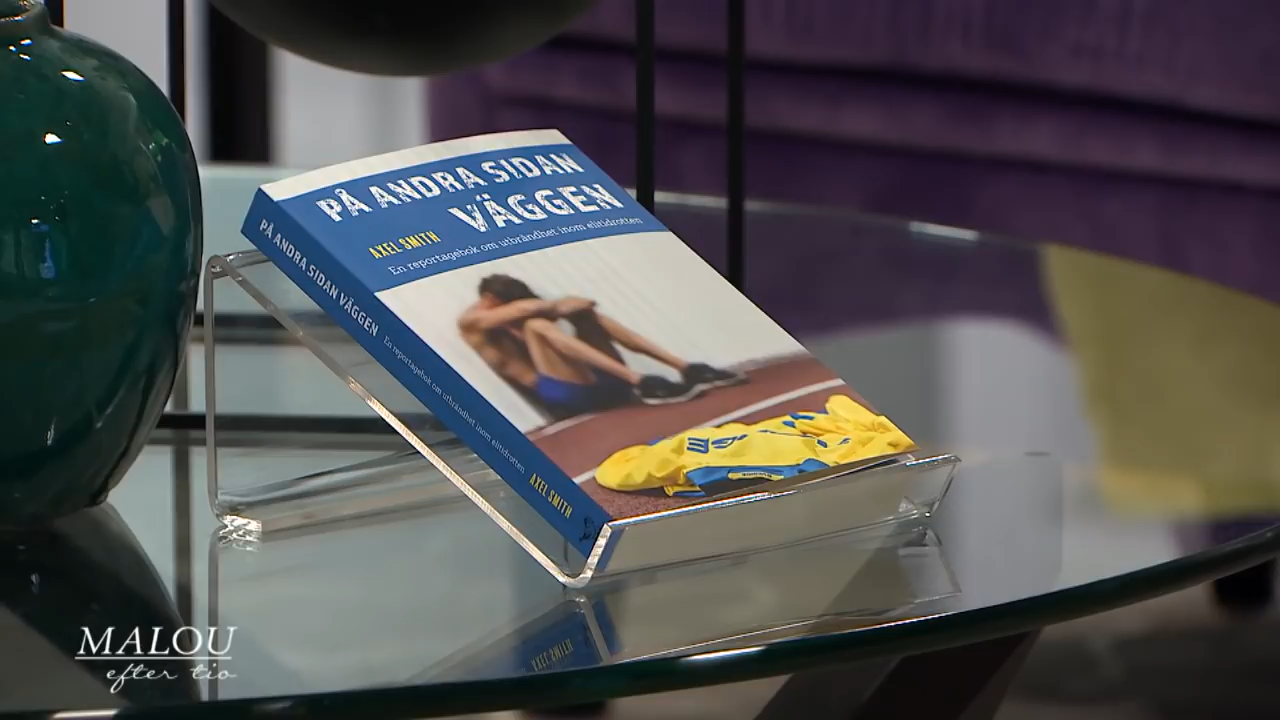 PÅ ANDRA SIDAN
VÄGGEN
AXEL SMITH
En reportagebok om utbrändhet inom elitidrotten
PÅ ANDRA SIDAN VÄGGEN En reportagebok om utbrändhet inom elitidrotten AXEL SMITH
MALOU
efter tio